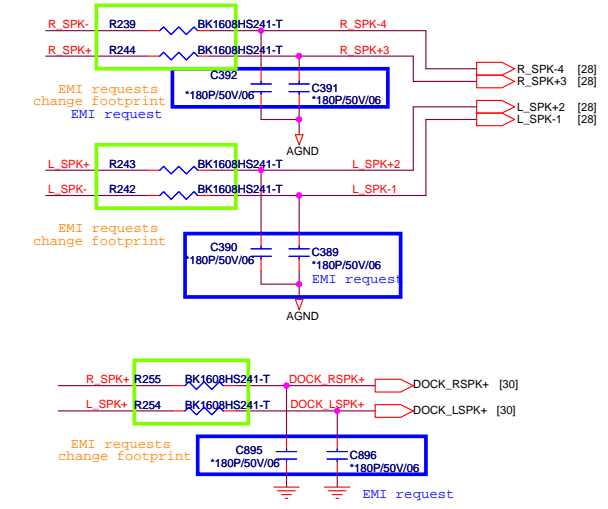 R_SPK- R239 BK1608HS241-T R_SPK-4
R_SPK+ R244 BK1608HS241-T R_SPK+3
R_SPK-4 [28]
R_SPK+3 [28]
C392 C391
*180P/50V/06 *180P/50V/06
EMI requests
change footprint
EMI request
L_SPK+2 [28]
L_SPK-1 [28]
AGND
L_SPK+ R243 BK1608HS241-T L_SPK+2
L_SPK- R242 BK1608HS241-T L_SPK-1
EMI requests
change footprint
C390 C389
*180P/50V/06 *180P/50V/06
EMI request
AGND
R_SPK+ R255 BK1608HS241-T DOCK_RSPK+ DOCK_RSPK+ [30]
L_SPK+ R254 BK1608HS241-T DOCK_LSPK+ DOCK_LSPK+ [30]
EMI requests
change footprint
C895 C896
*180P/50V/06 *180P/50V/06
EMI request